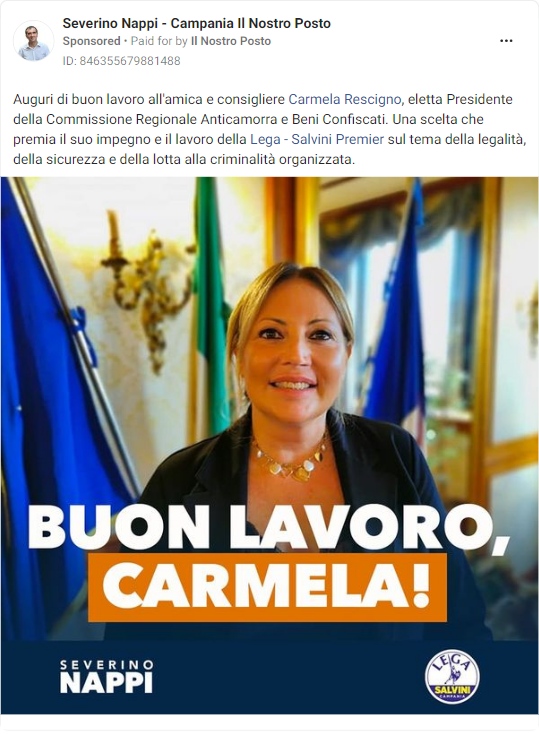 Severino Nappi - Campania Il Nostro Posto
Sponsored • Paid for by Il Nostro Posto
ID: 846355679881488
Auguri di buon lavoro all'amica e consigliere Carmela Rescigno, eletta Presidente
della Commissione Regionale Anticamorra e Beni Confiscati. Una scelta che
premia il suo impegno e il lavoro della Lega - Salvini Premier sul tema della legalità,
della sicurezza e della lotta alla criminalità organizzata.
BUON LAVORO,
CARMELA!
SEVERINO
NAPPI
LEGA
SALVINI
CAMPANIA